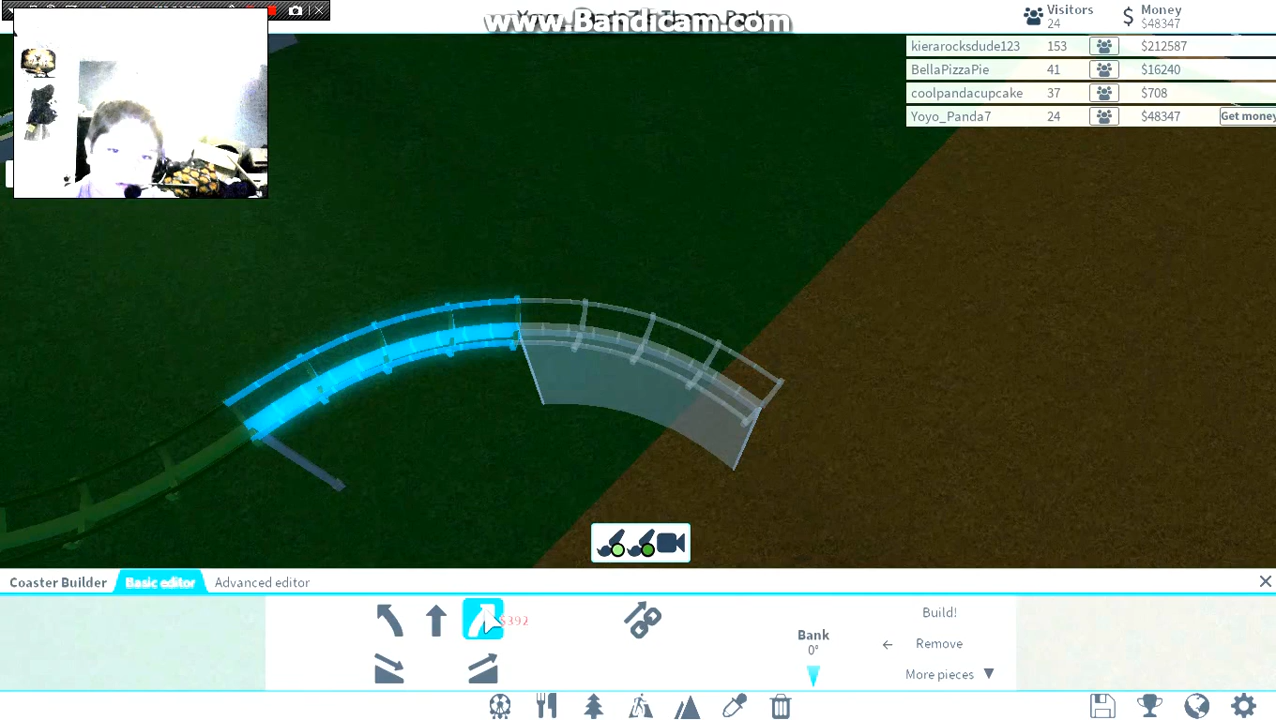 www.Bandicam.com
Visitors
24
$ Money
$48347
kierarocksdude123 153 $212587
BellaPizzaPie 41 $16240
coolpandacupcake 37 $708
Yoyo_Panda7 24 $48347 Get money
Coaster Builder Basic editor Advanced editor
$392
Bank
0°
Build!
← Remove
More pieces ▼